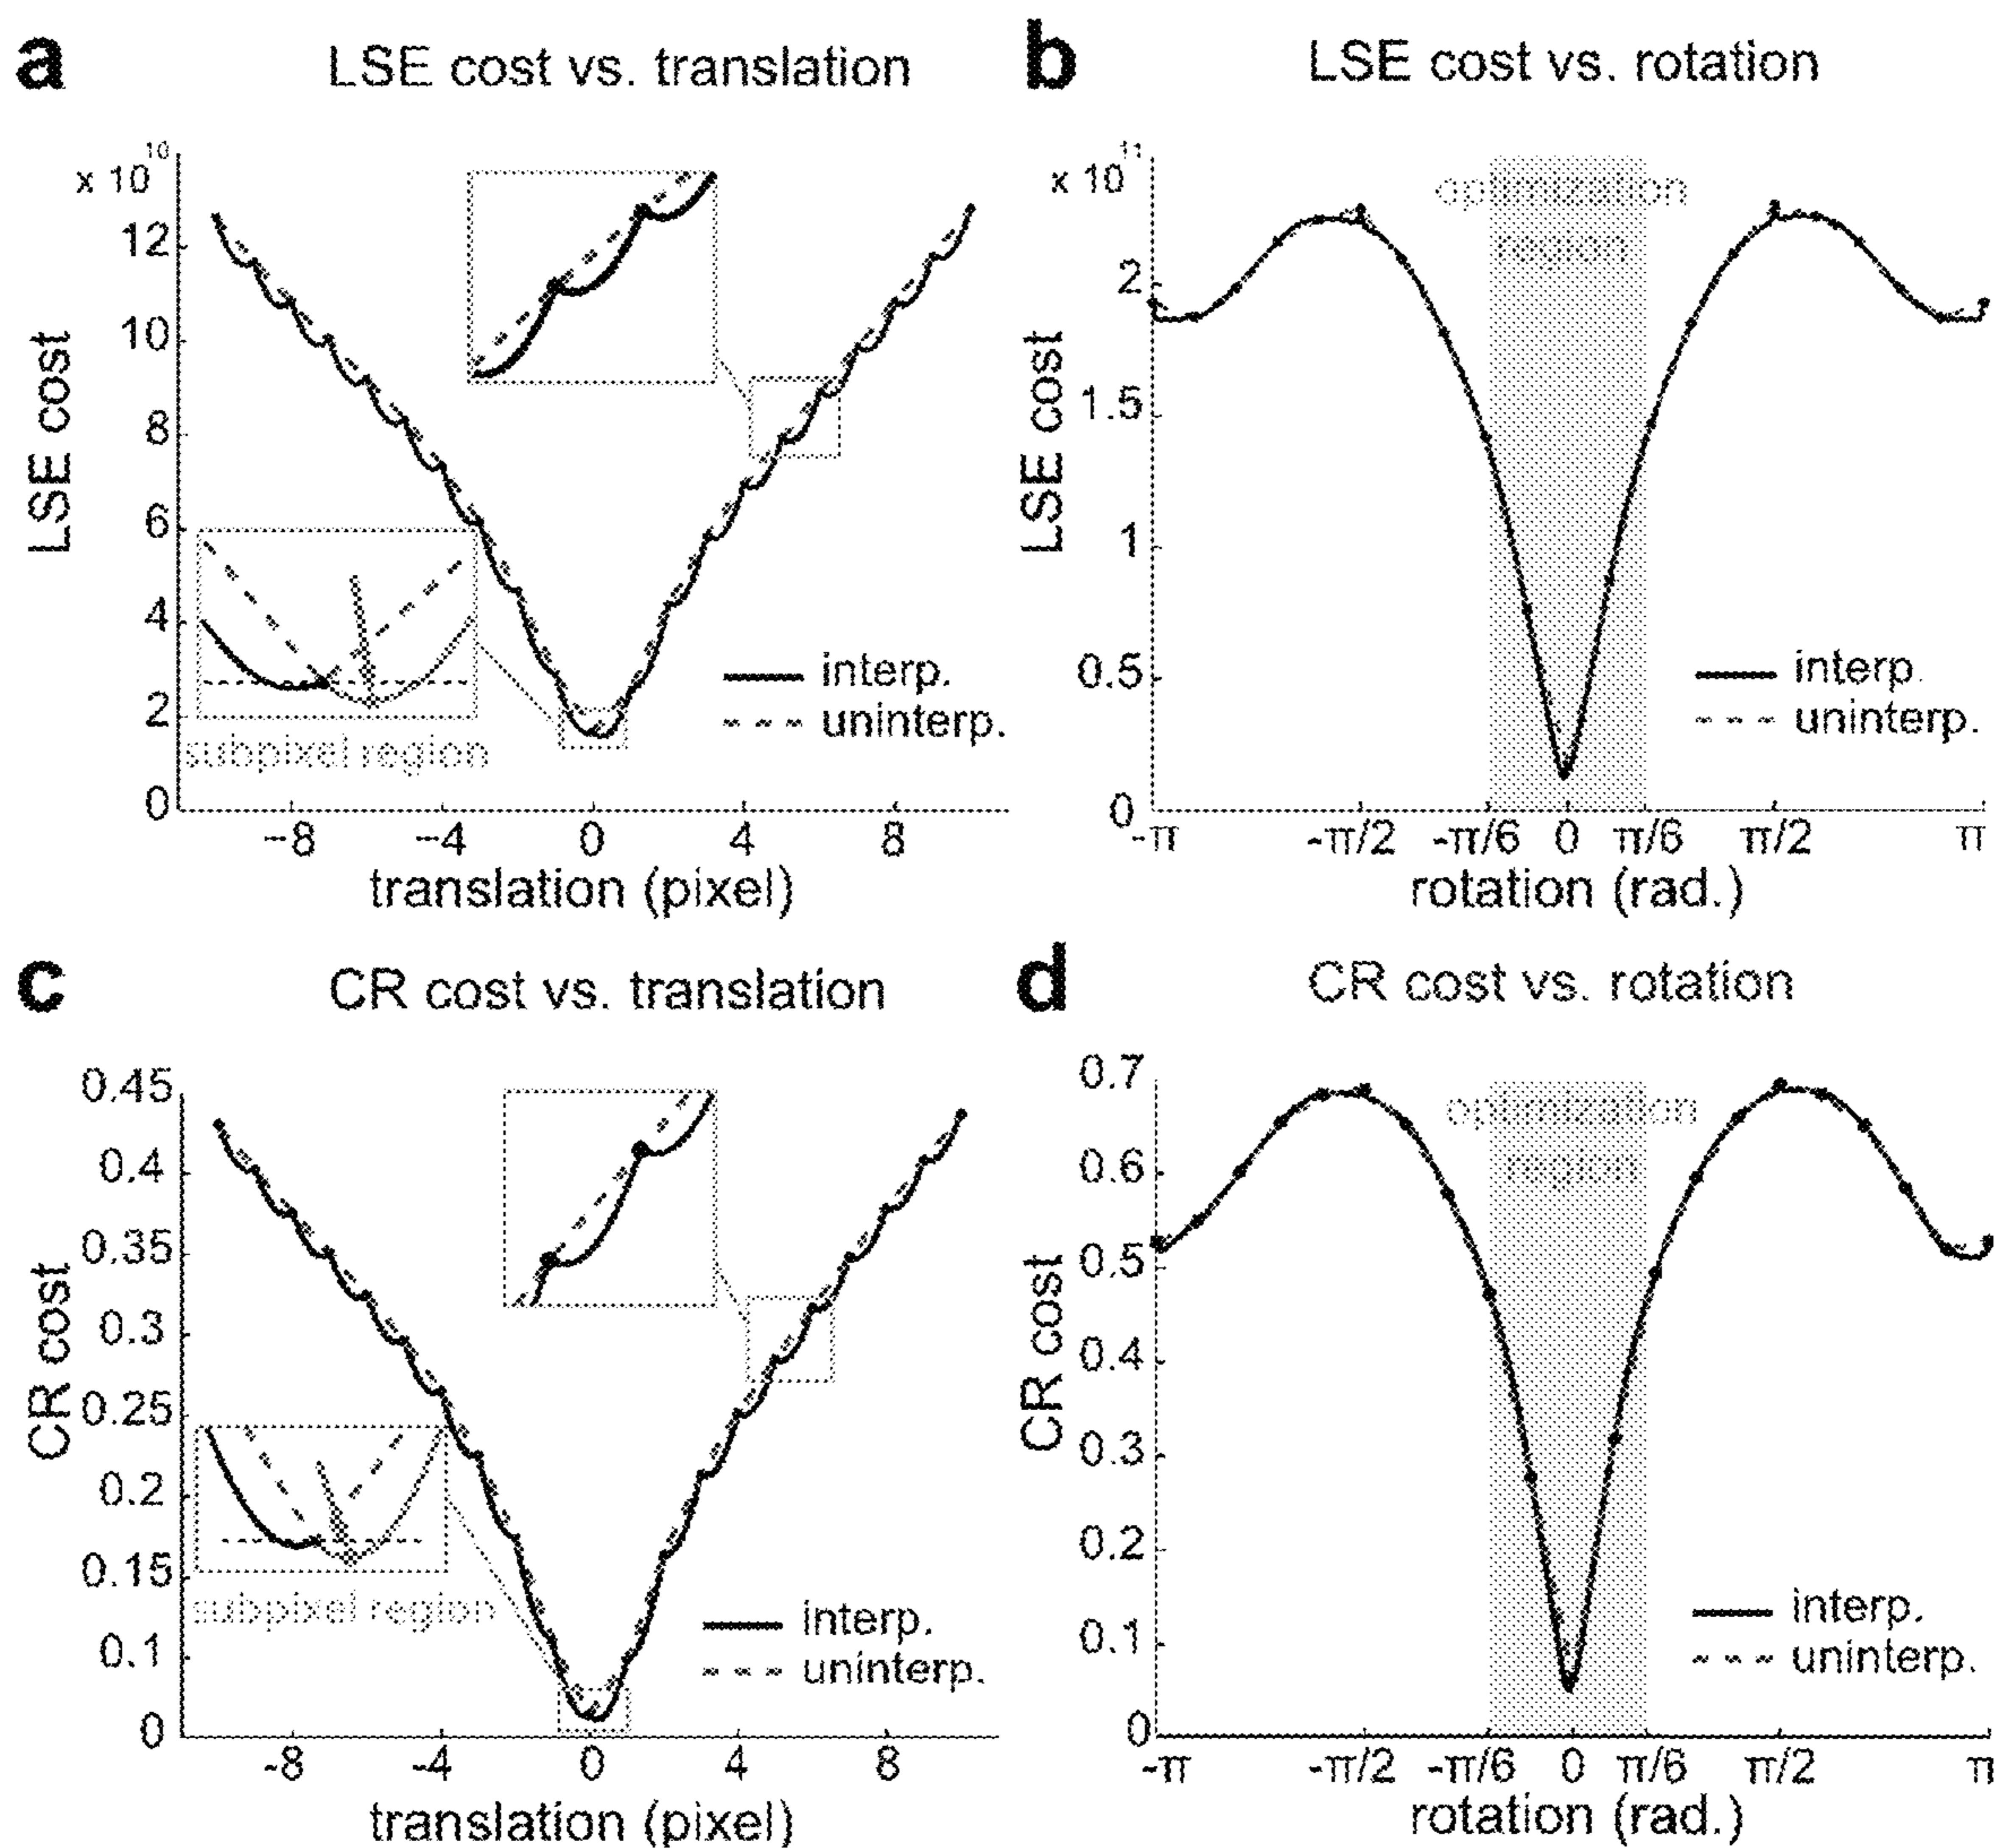 a LSE cost vs. translation
x 10^10
12
10
8
6
4
2
0
LSE cost
subpixel region
interp.
uninterp.
−8 −4 0 4 8
translation (pixel)
b LSE cost vs. rotation
x 10^11
optimization
region
2
1.5
1
0.5
0
LSE cost
interp.
uninterp.
-π -π/2 -π/6 0 π/6 π/2 π
rotation (rad.)
c CR cost vs. translation
0.45
0.4
0.35
0.3
0.25
0.2
0.15
0.1
0
CR cost
subpixel region
interp.
uninterp.
-8 -4 0 4 8
translation (pixel)
d CR cost vs. rotation
0.7
optimization
region
0.6
0.5
0.4
0.3
0.2
0.1
0
CR cost
interp.
uninterp.
-π -π/2 -π/6 0 π/6 π/2 π
rotation (rad.)